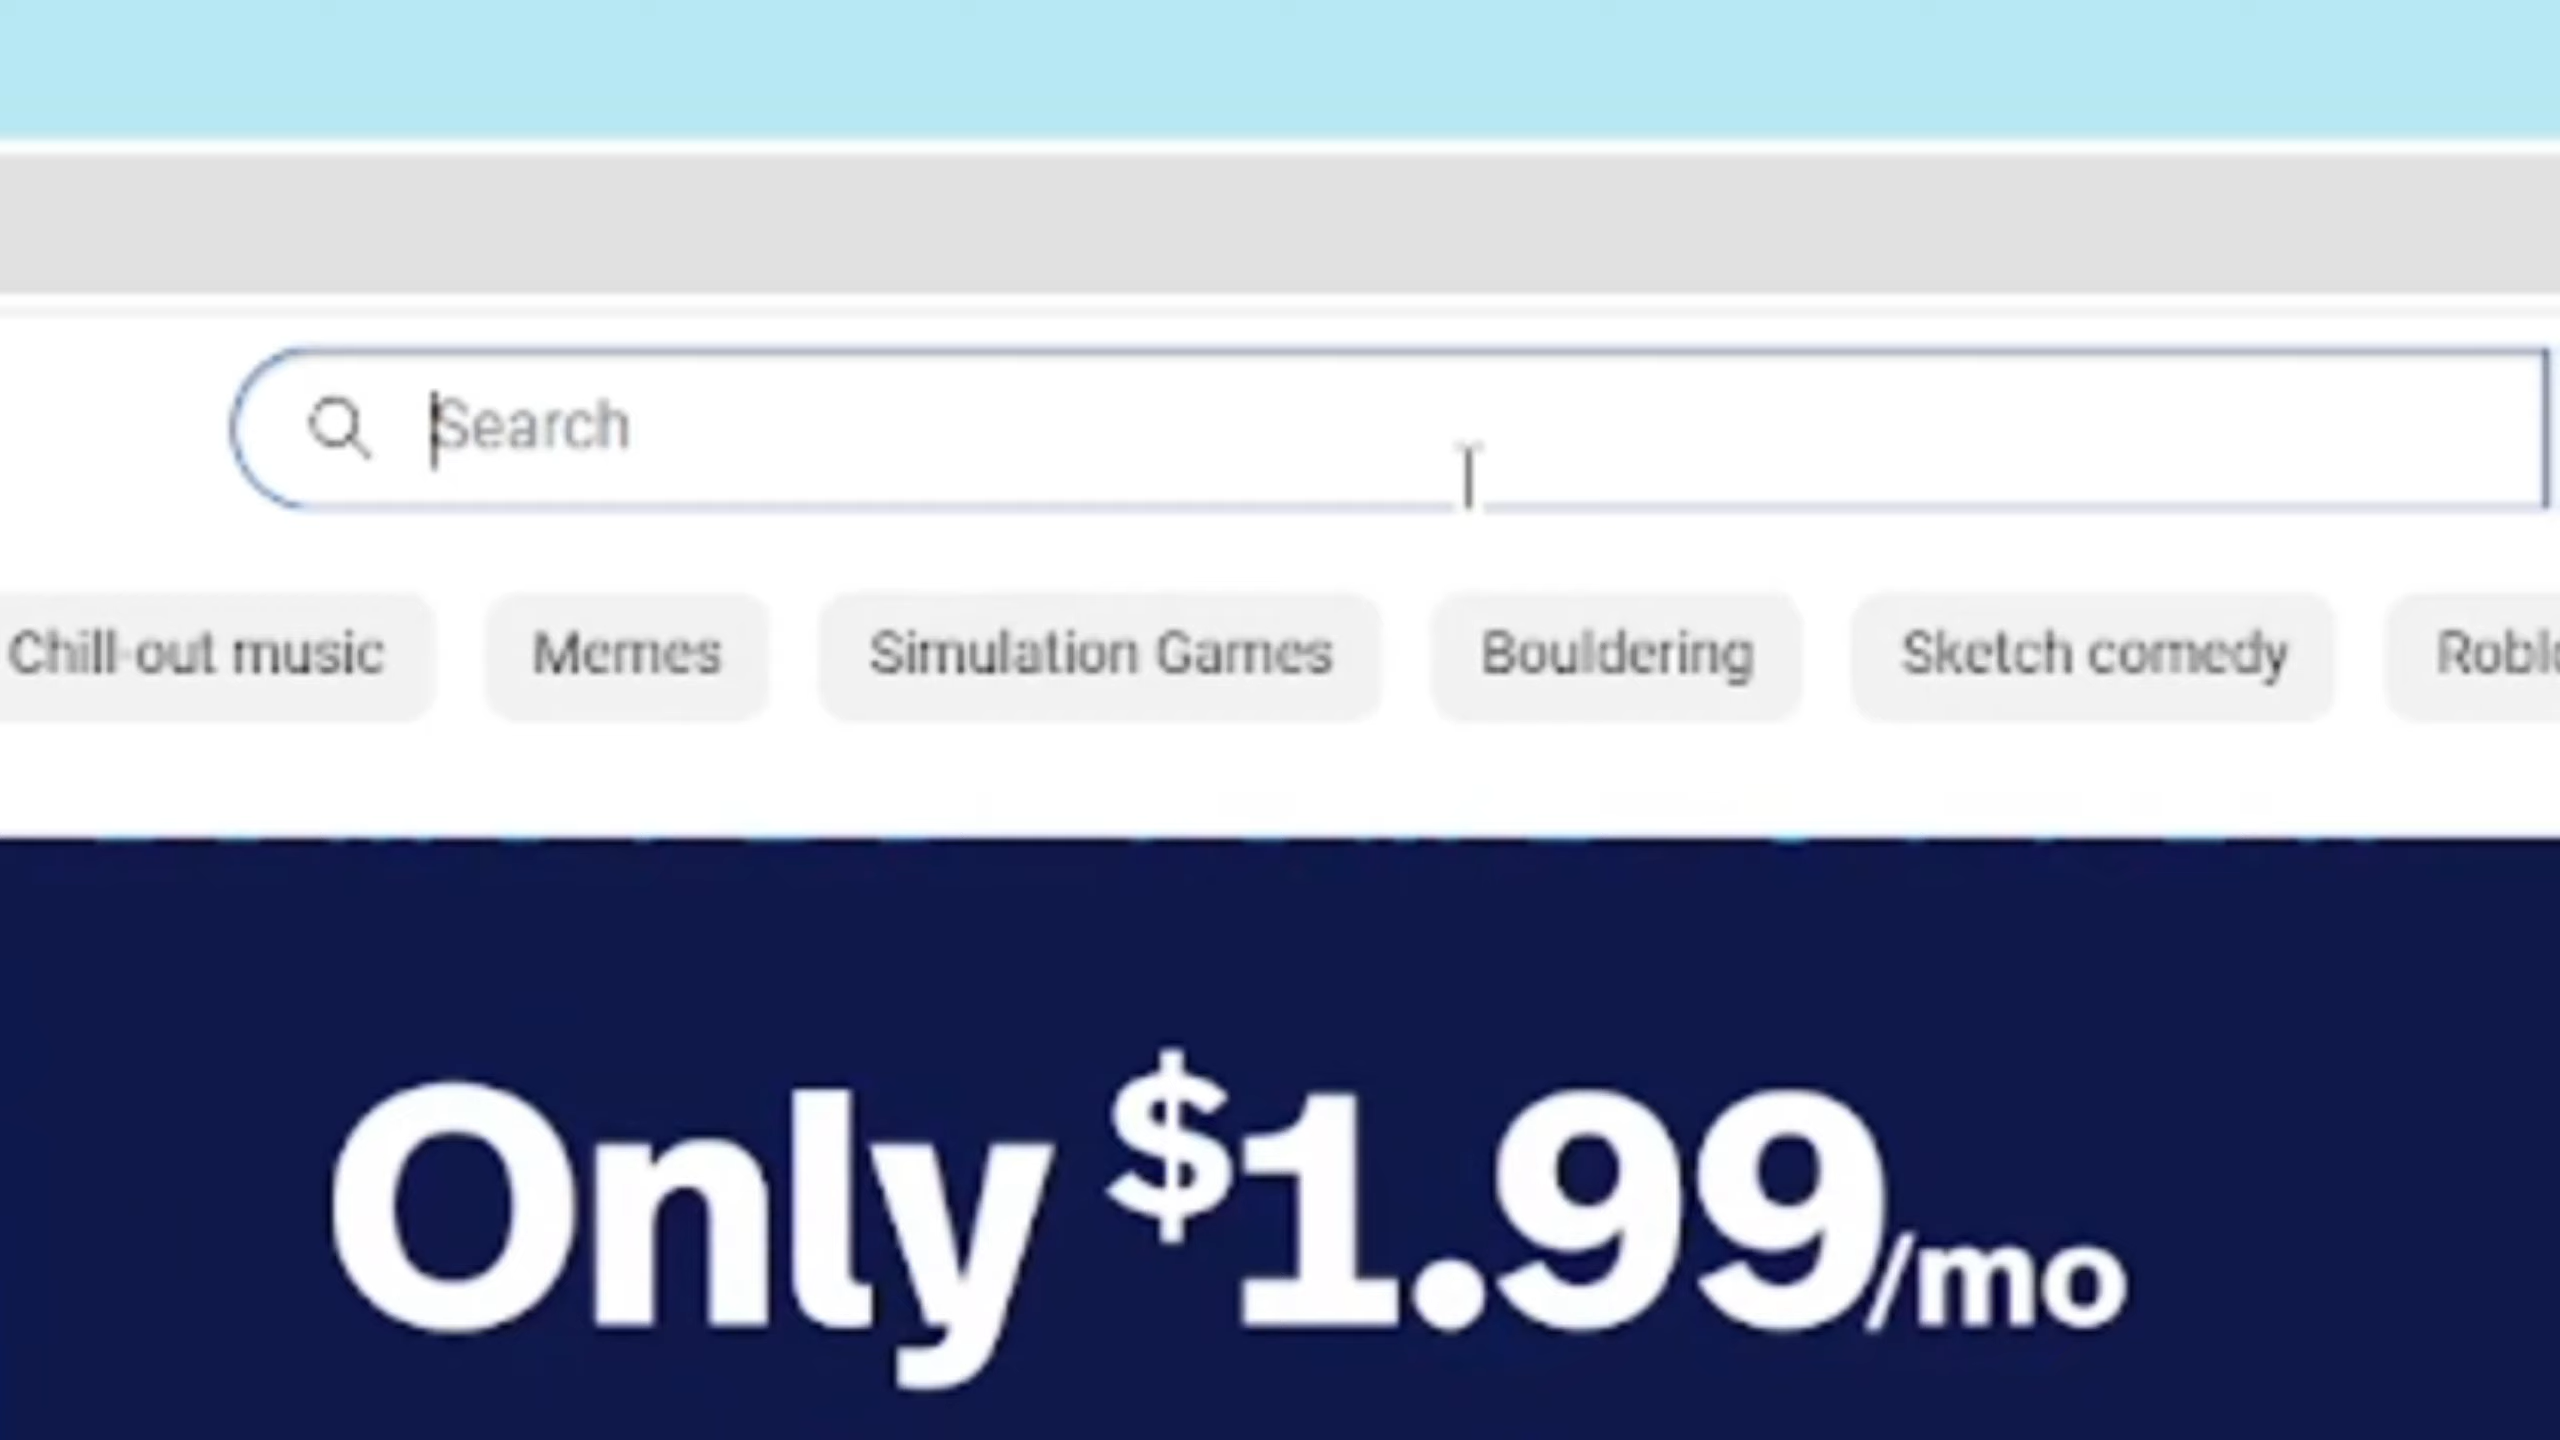 Search
Chill-out music Memes Simulation Games Bouldering Sketch comedy
Only $1.99/mo